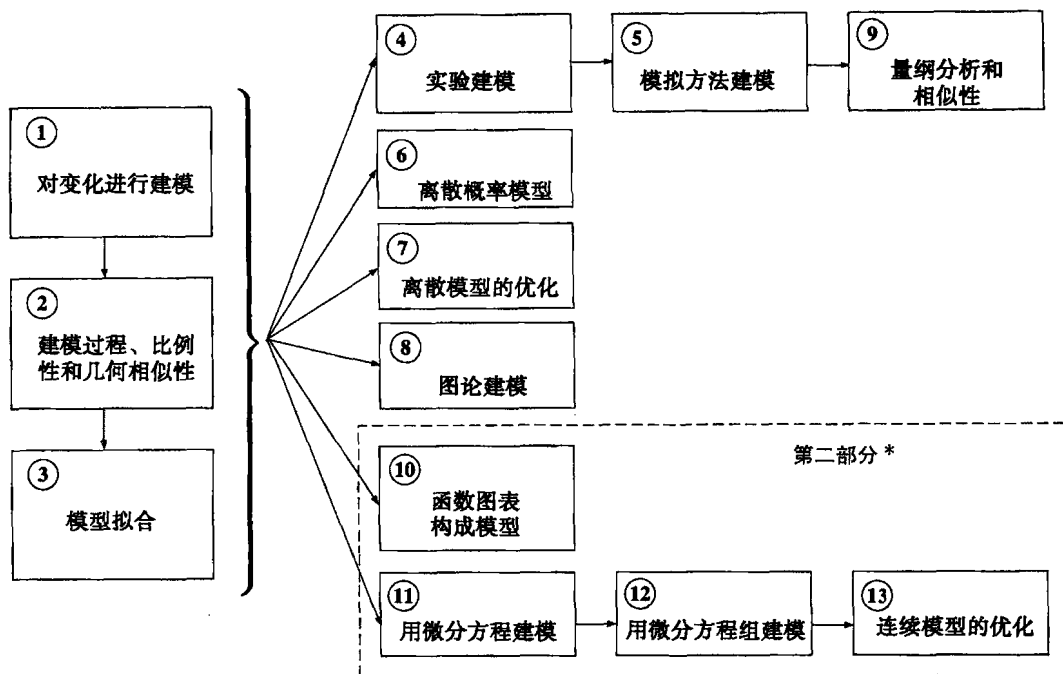 ①
对变化进行建模
②
建模过程、比例
性和几何相似性
③
模型拟合
④
实验建模
⑤
模拟方法建模
⑨
量纲分析和
相似性
⑥
离散概率模型
⑦
离散模型的优化
⑧
图论建模
第二部分*
⑩
函数图表
构成模型
⑪
用微分方程建模
⑫
用微分方程组建模
⑬
连续模型的优化